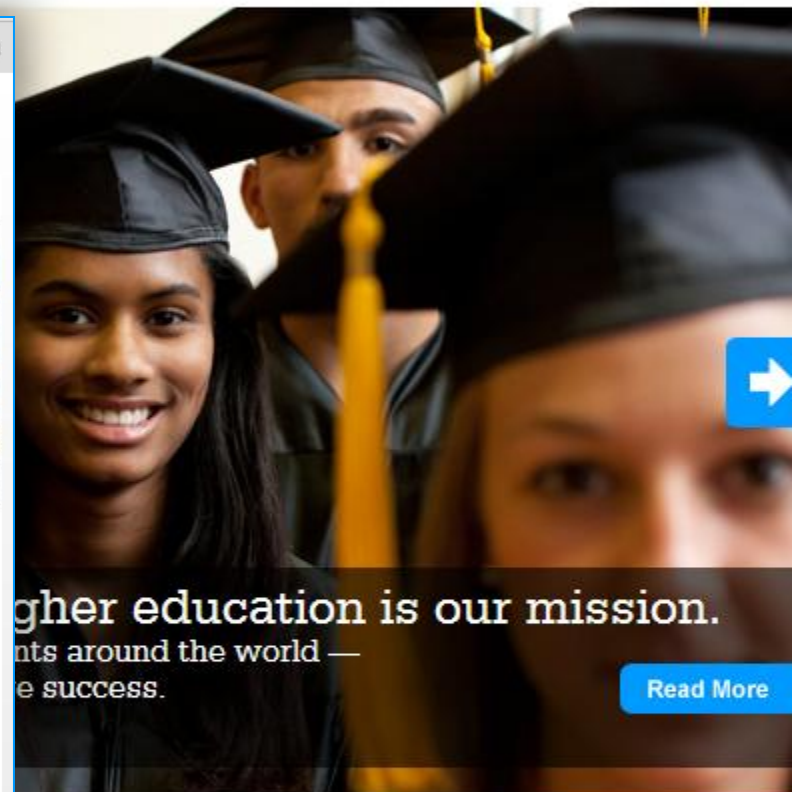 gher education is our mission.
nts around the world —
e success.
Read More